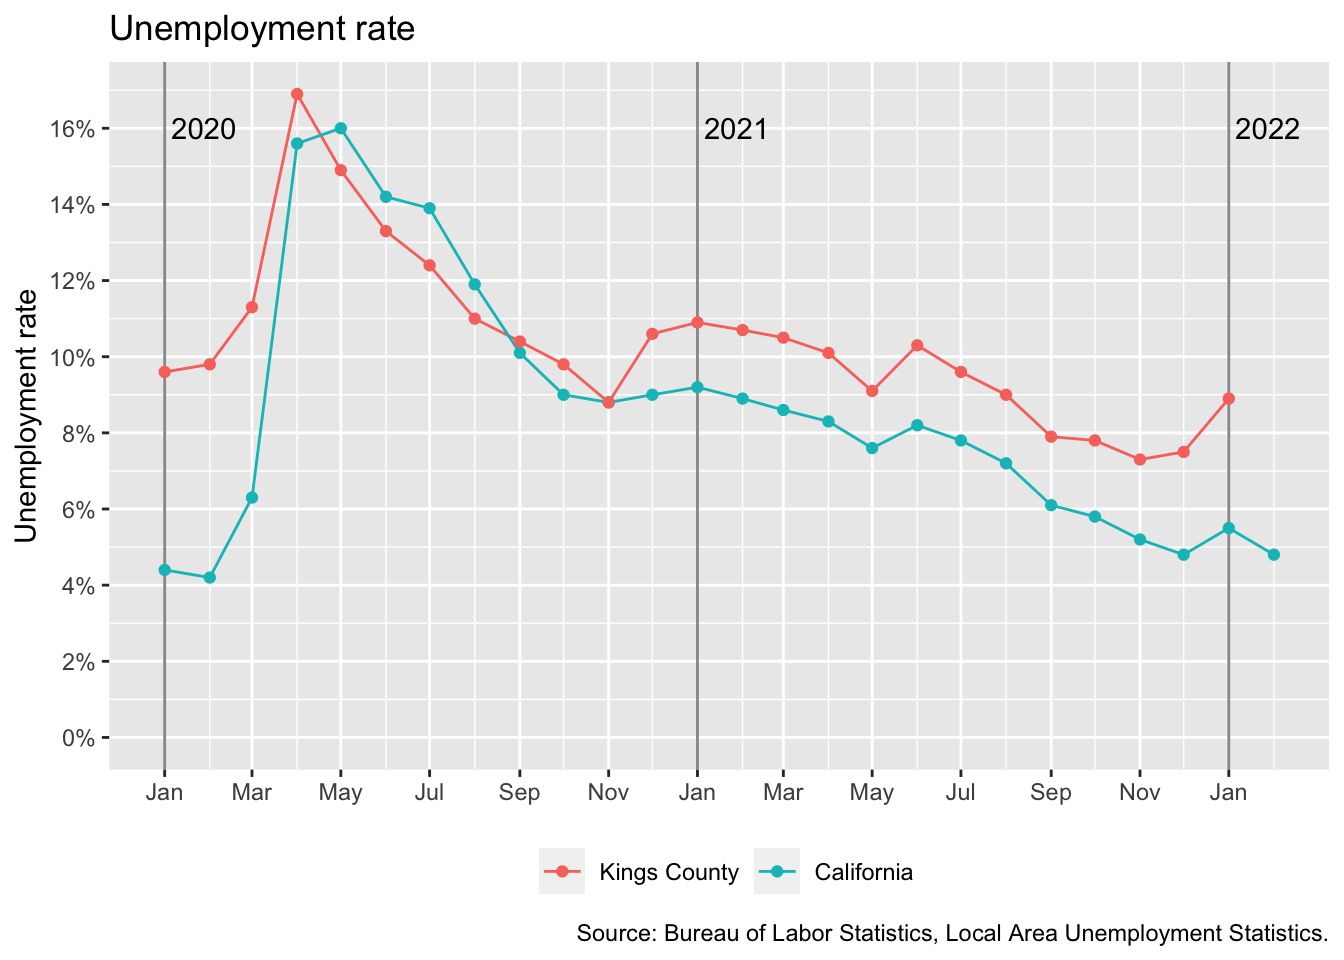 Unemployment rate
2020 2021 2022
Unemployment rate
16%
14%
12%
10%
8%
6%
4%
2%
0%
Jan Mar May Jul Sep Nov Jan Mar May Jul Sep Nov Jan
Kings County California
Source: Bureau of Labor Statistics, Local Area Unemployment Statistics.